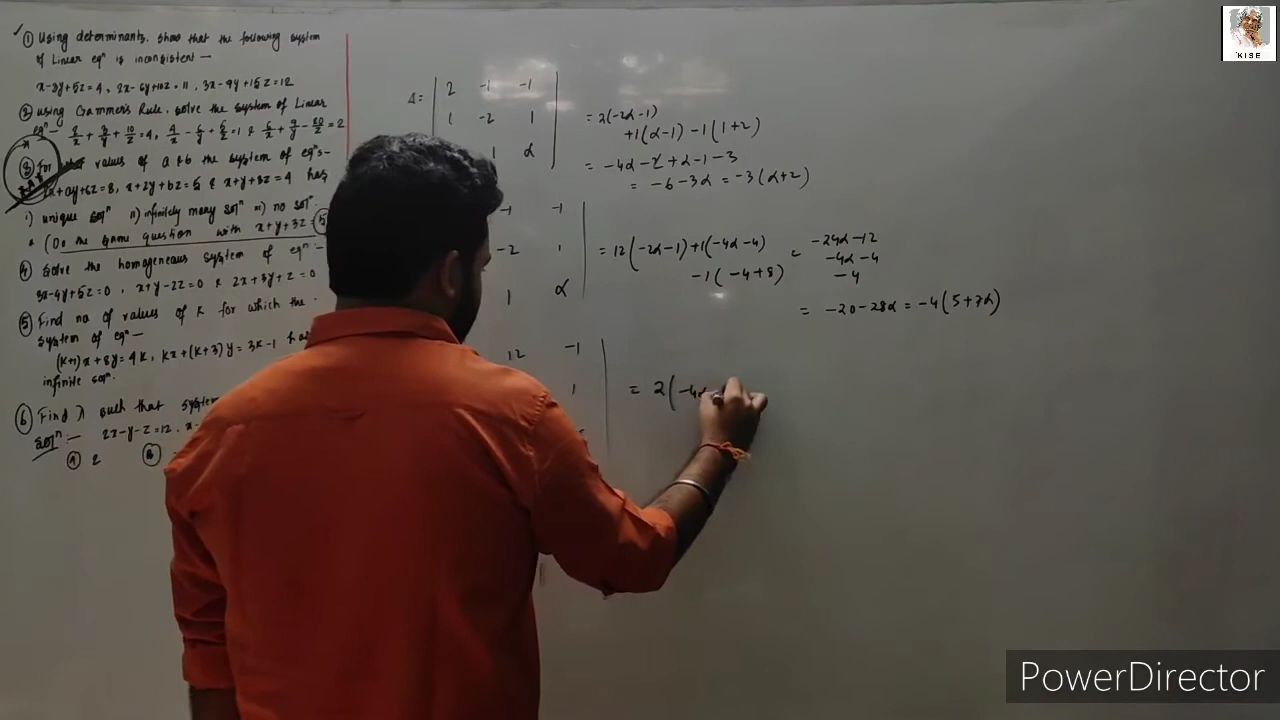 ① Using determinants, show that the following system
of Linear eqⁿ is inconsistent —
x-3y+5z=4, 2x-6y+10z=11, 3x-9y+15z=12
② Using Crammer's Rule, solve the system of Linear
eqⁿ - 2/x + 3/y + 10/z = 4, 4/x - 6/y + 5/z = 1 & 6/x + 9/y - 20/z = 2
③ For values of a & b the system of eqⁿs-
x+ay+6z=8, x+2y+bz=5 & x+y+3z=4 has
i) unique solⁿ ii) infinitely many solⁿ iii) no solⁿ.
(Do the same question with x+y+3z=5
④ Solve the homogeneous system of eqⁿ-
3x-4y+5z=0, x+y-2z=0 & 2x+3y+z=0
⑤ Find no of values of K for which the
system of eqⁿ—
(K+1)x+8y=4K, Kx+(K+3)y=3K-1 has
infinite solⁿ.
⑥ Find λ such that system
solⁿ:- 2x-y-z=12, x-
2
Δ= | 2 -1 -1 |
1 -2 1
1 α
= 2(-2α-1)
+1(α-1) -1(1+2)
= -4α-2+α-1-3
= -6-3α = -3(α+2)
-1 -1
-2 1
1 α
= 12(-2α-1)+1(-4α-4)
-1(-4+8)
= -24α-12
-4α-4
-4
= -20-28α = -4(5+7α)
12 -1
1
= 2(-4α
KISE
PowerDirector